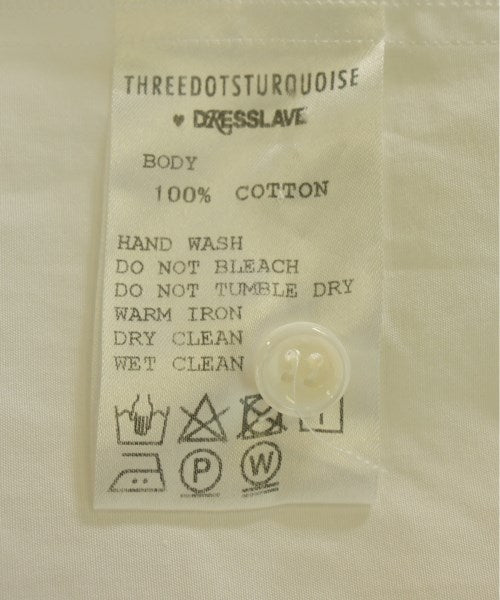 THREEDOTSTURQUOISE
♥ DRESSLAVE
BODY
100% COTTON
HAND WASH
DO NOT BLEACH
DO NOT TUMBLE DRY
WARM IRON
DRY CLEAN
WET CLEAN
P W